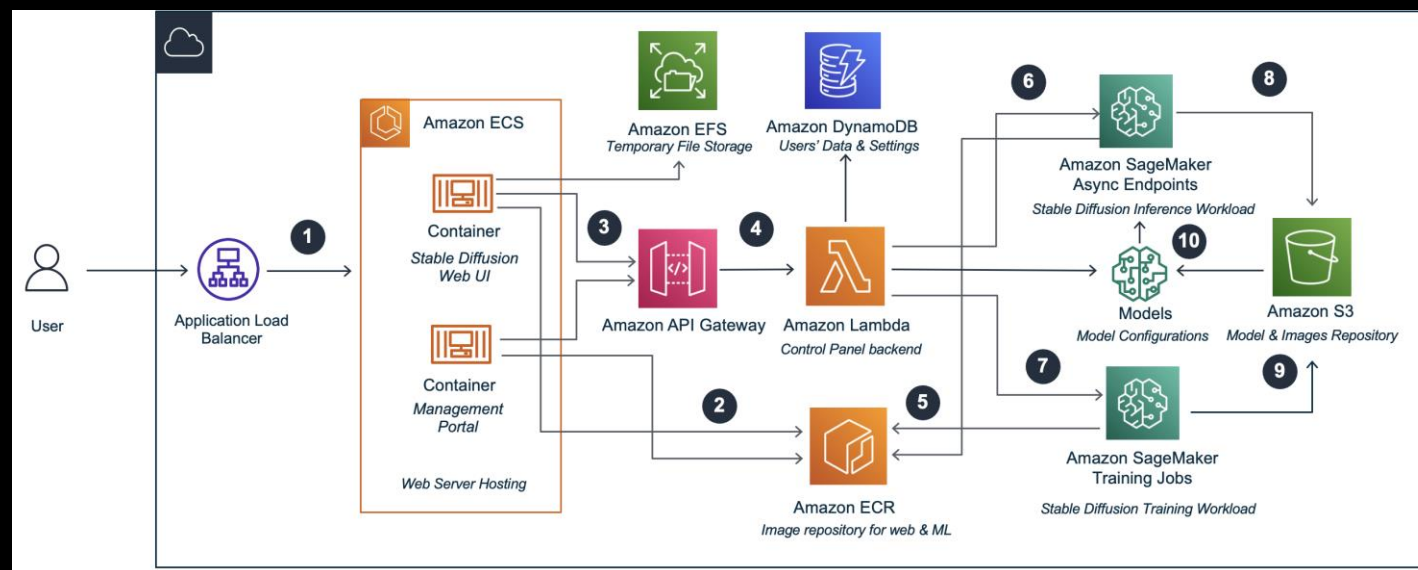 User
Application Load
Balancer
1
Amazon ECS
Container
Stable Diffusion
Web UI
Container
Management
Portal
Web Server Hosting
Amazon EFS
Temporary File Storage
Amazon DynamoDB
Users' Data & Settings
3
Amazon API Gateway
4
Amazon Lambda
Control Panel backend
2
5
Amazon ECR
Image repository for web & ML
6
Amazon SageMaker
Async Endpoints
Stable Diffusion Inference Workload
8
10
Models
Model Configurations
Amazon S3
Model & Images Repository
7
9
Amazon SageMaker
Training Jobs
Stable Diffusion Training Workload